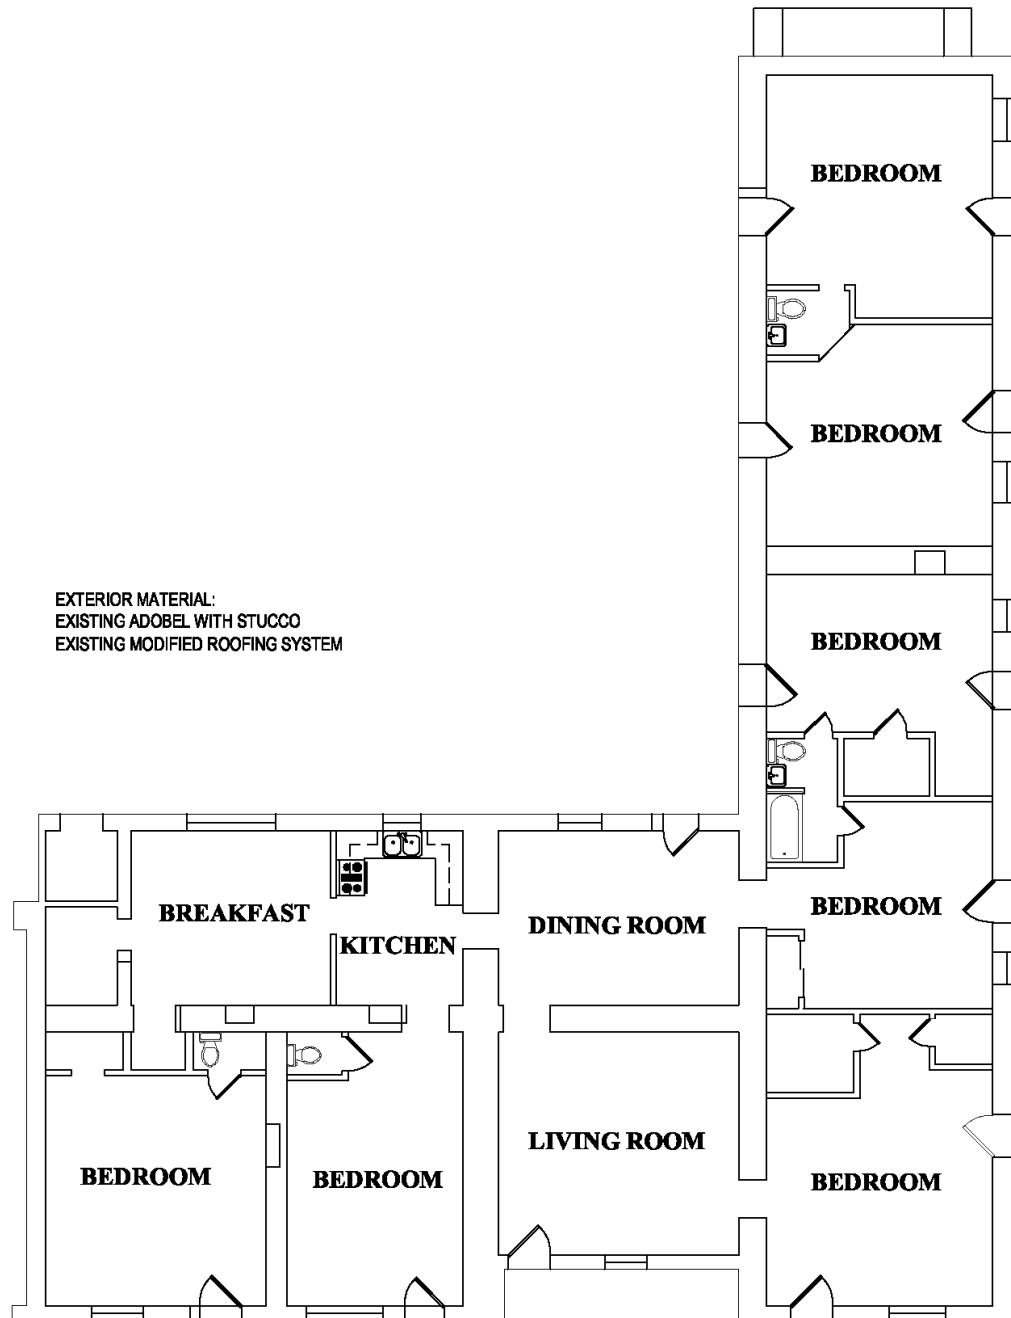 BEDROOM
BEDROOM
EXTERIOR MATERIAL:
EXISTING ADOBEL WITH STUCCO
EXISTING MODIFIED ROOFING SYSTEM
BEDROOM
BREAKFAST
KITCHEN
DINING ROOM
BEDROOM
LIVING ROOM
BEDROOM
BEDROOM
BEDROOM